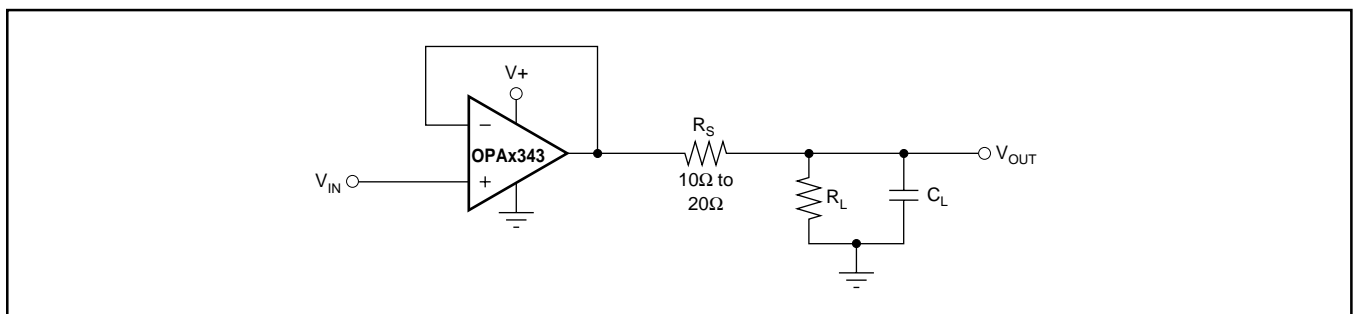 V+
−
OPAx343
+
V_IN
R_S
10Ω to
20Ω
R_L
C_L
V_OUT